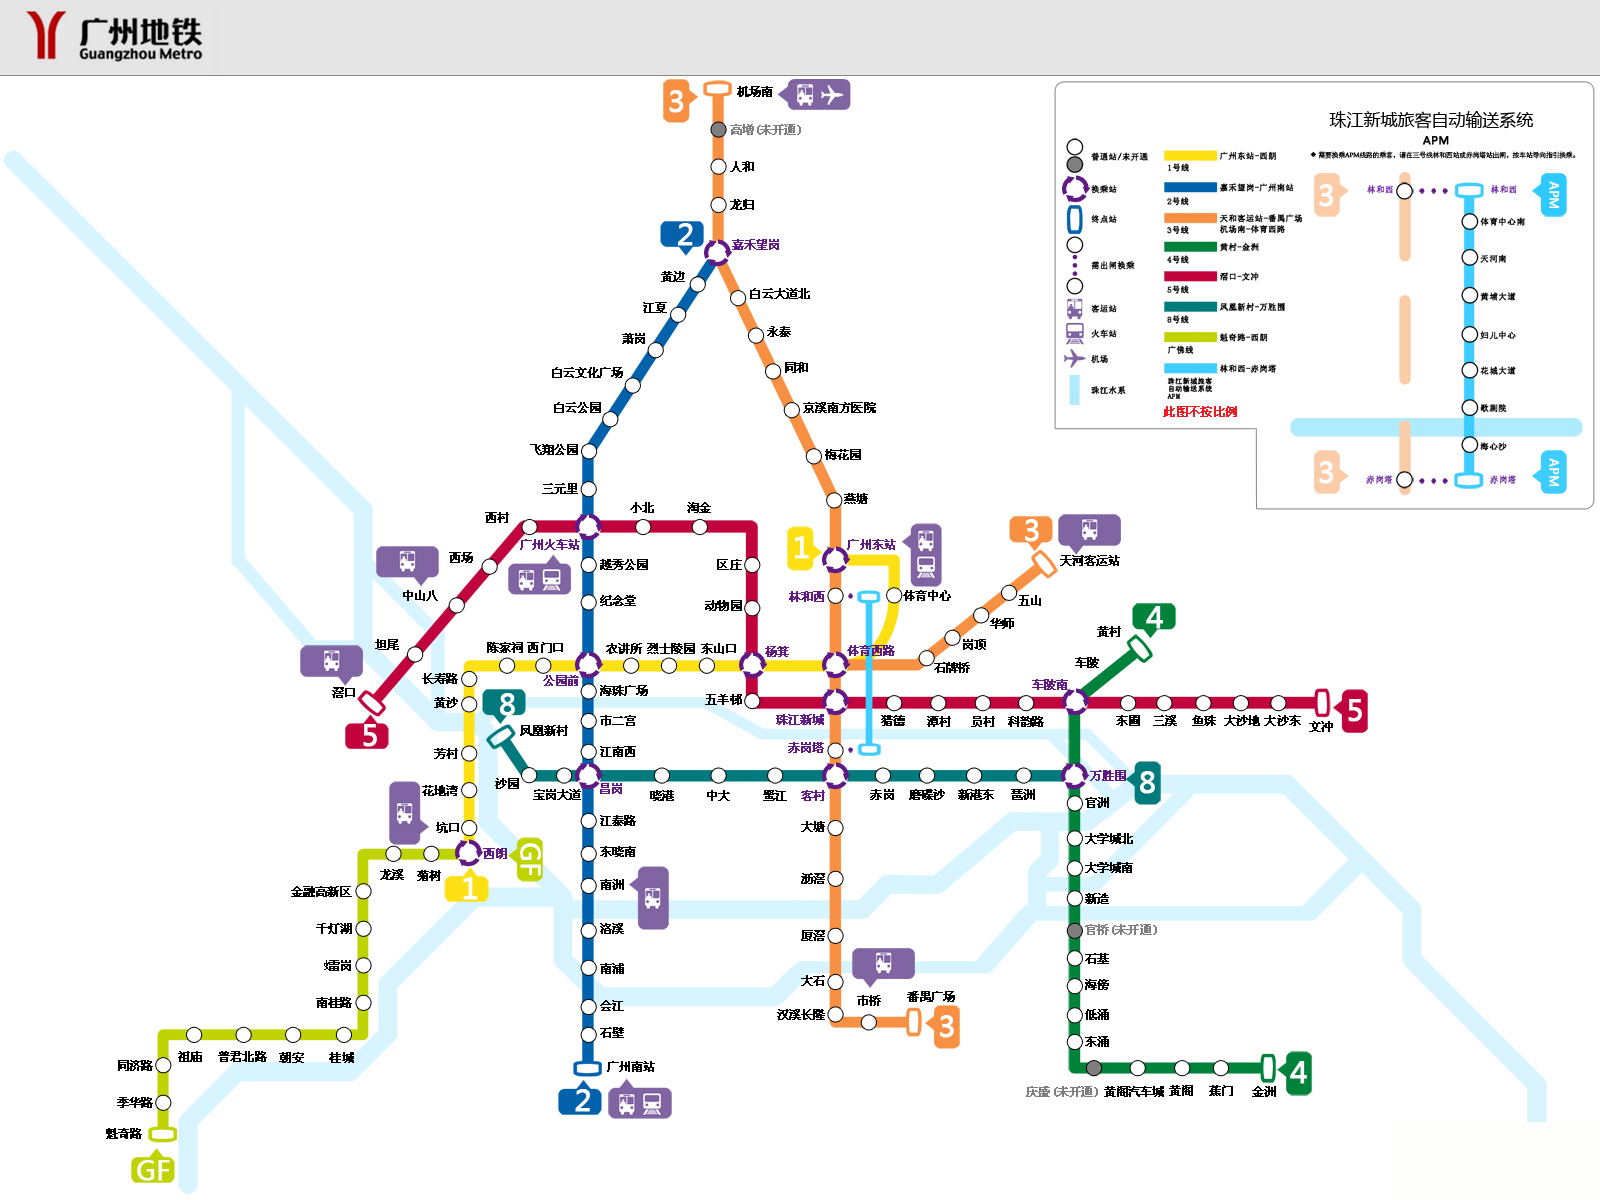 广州地铁
Guangzhou Metro
3
机场南
高增(未开通)
人和
龙归
2
嘉禾望岗
黄边
江夏
萧岗
白云文化广场
白云公园
飞翔公园
三元里
白云大道北
永泰
同和
京溪南方医院
梅花园
燕塘
西村
小北
淘金
广州火车站
西场
中山八
坦尾
滘口
5
越秀公园
纪念堂
区庄
动物园
1
广州东站
林和西
体育中心
3
天河客运站
五山
华师
岗顶
石牌桥
4
黄村
车陂
陈家祠
西门口
公园前
农讲所
烈士陵园
东山口
杨箕
体育西路
长寿路
黄沙
芳村
花地湾
坑口
西朗
GF
1
8
凤凰新村
沙园
宝岗大道
海珠广场
市二宫
江南西
昌岗
五羊邨
珠江新城
猎德
潭村
员村
科韵路
车陂南
东圃
三溪
鱼珠
大沙地
大沙东
文冲
5
赤岗塔
晓港
中大
鹭江
客村
赤岗
磨碟沙
新港东
琶洲
万胜围
8
江泰路
东晓南
南洲
洛溪
南浦
会江
石壁
广州南站
2
大塘
沥滘
厦滘
大石
汉溪长隆
市桥
番禺广场
3
官洲
大学城北
大学城南
新造
官桥(未开通)
石基
海傍
低涌
东涌
庆盛(未开通)
黄阁汽车城
黄阁
蕉门
金洲
4
龙溪
菊树
金融高新区
千灯湖
㙟岗
南桂路
桂城
朝安
普君北路
祖庙
同济路
季华路
魁奇路
GF
普通站/未开通
换乘站
终点站
需出闸换乘
客运站
火车站
机场
珠江水系
广州东站-西朗
1号线
嘉禾望岗-广州南站
2号线
天和客运站-番禺广场
3号线
机场南-体育西路
黄村-金洲
4号线
滘口-文冲
5号线
凤凰新村-万胜围
8号线
魁奇路-西朗
广佛线
林和西-赤岗塔
珠江新城旅客
自动输送系统
APM
此图不按比例
珠江新城旅客自动输送系统
APM
◆ 需要换乘APM线路的乘客，请在三号线林和西站或赤岗塔站出闸，按车站导向指引换乘。
3
林和西
林和西
APM
体育中心南
天河南
黄埔大道
妇儿中心
花城大道
歌剧院
海心沙
3
赤岗塔
赤岗塔
APM